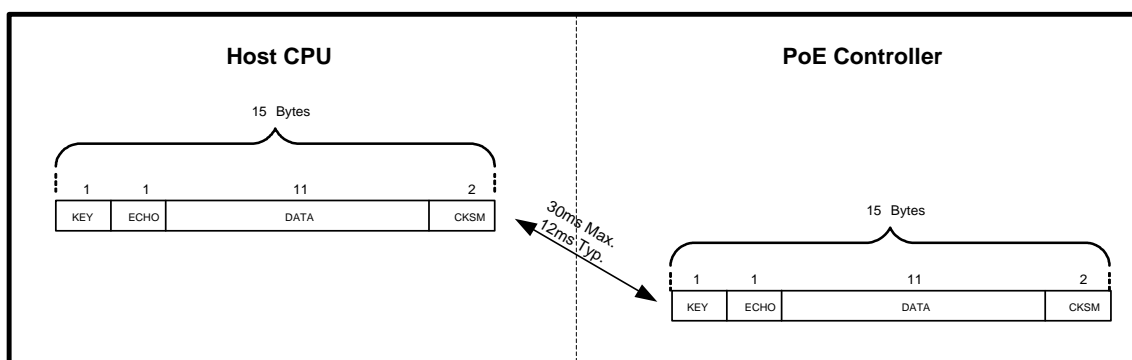 Host CPU
PoE Controller
15 Bytes
1 1 11 2
KEY ECHO DATA CKSM
30ms Max.
12ms Typ.
15 Bytes
1 1 11 2
KEY ECHO DATA CKSM